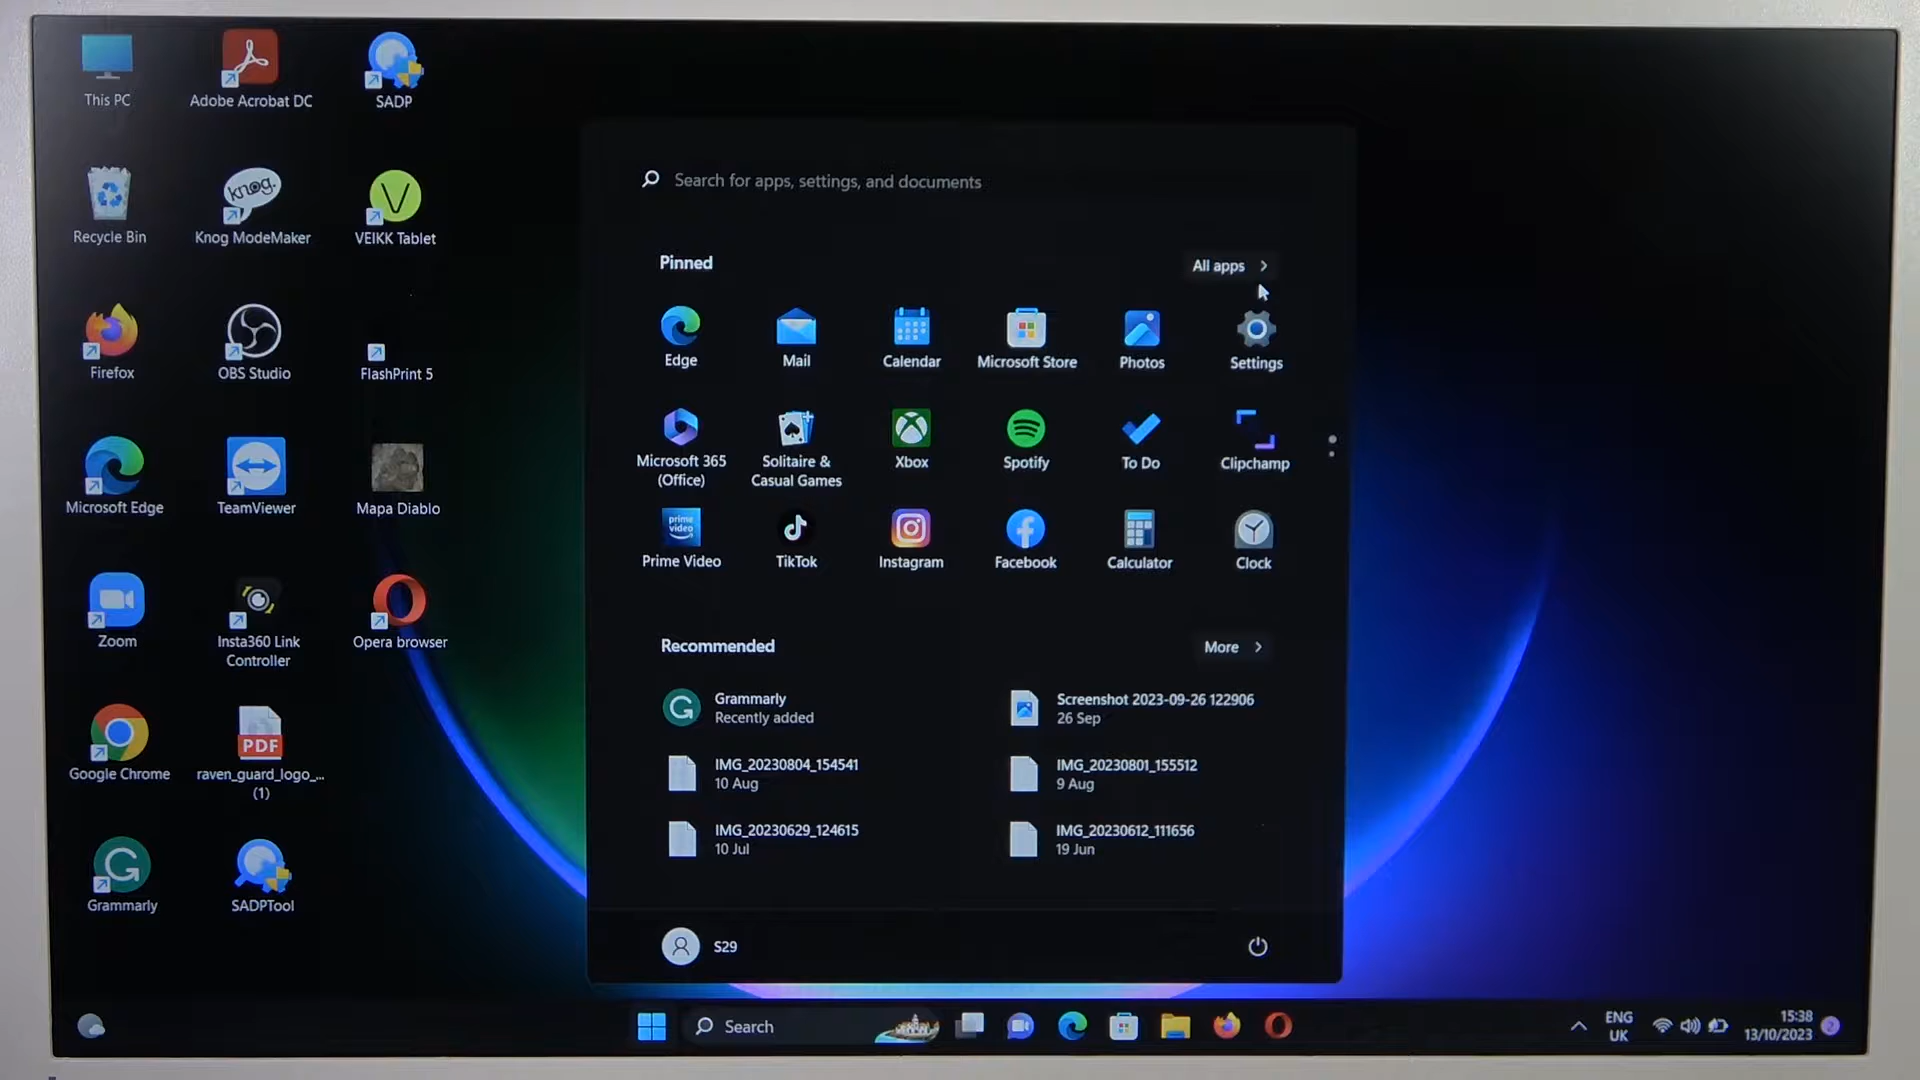 This PC
Adobe Acrobat DC
SADP
Recycle Bin
knog.
Knog ModeMaker
V
VEIKK Tablet
Firefox
OBS Studio
FlashPrint 5
Microsoft Edge
TeamViewer
Mapa Diablo
Zoom
Insta360 Link
Controller
Opera browser
Google Chrome
PDF
raven_guard_logo_...
(1)
Grammarly
SADPTool
Search for apps, settings, and documents
Pinned
All apps
Edge
Mail
Calendar
Microsoft Store
Photos
Settings
Microsoft 365
(Office)
Solitaire &
Casual Games
Xbox
Spotify
To Do
Clipchamp
prime
video
Prime Video
TikTok
Instagram
Facebook
Calculator
Clock
Recommended
More
Grammarly
Recently added
Screenshot 2023-09-26 122906
26 Sep
IMG_20230804_154541
10 Aug
IMG_20230801_155512
9 Aug
IMG_20230629_124615
10 Jul
IMG_20230612_111656
19 Jun
S29
Search
ENG
UK
15:38
13/10/2023
2